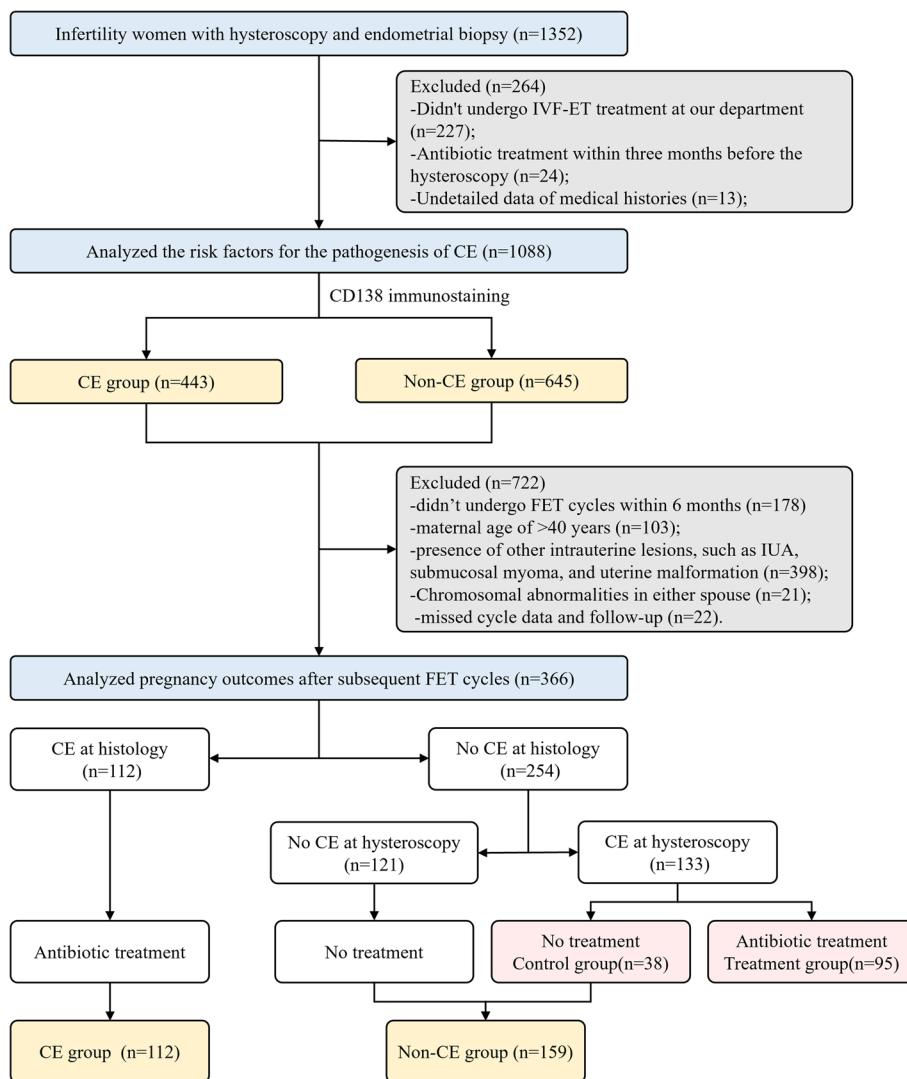 Infertility women with hysteroscopy and endometrial biopsy (n=1352)
Excluded (n=264)
-Didn't undergo IVF-ET treatment at our department
(n=227);
-Antibiotic treatment within three months before the
hysteroscopy (n=24);
-Undetailed data of medical histories (n=13);
Analyzed the risk factors for the pathogenesis of CE (n=1088)
CD138 immunostaining
CE group (n=443)
Non-CE group (n=645)
Excluded (n=722)
-didn’t undergo FET cycles within 6 months (n=178)
-maternal age of >40 years (n=103);
-presence of other intrauterine lesions, such as IUA,
submucosal myoma, and uterine malformation (n=398);
-Chromosomal abnormalities in either spouse (n=21);
-missed cycle data and follow-up (n=22).
Analyzed pregnancy outcomes after subsequent FET cycles (n=366)
CE at histology
(n=112)
No CE at histology
(n=254)
No CE at hysteroscopy
(n=121)
CE at hysteroscopy
(n=133)
Antibiotic treatment
No treatment
No treatment
Control group(n=38)
Antibiotic treatment
Treatment group(n=95)
CE group (n=112)
Non-CE group (n=159)